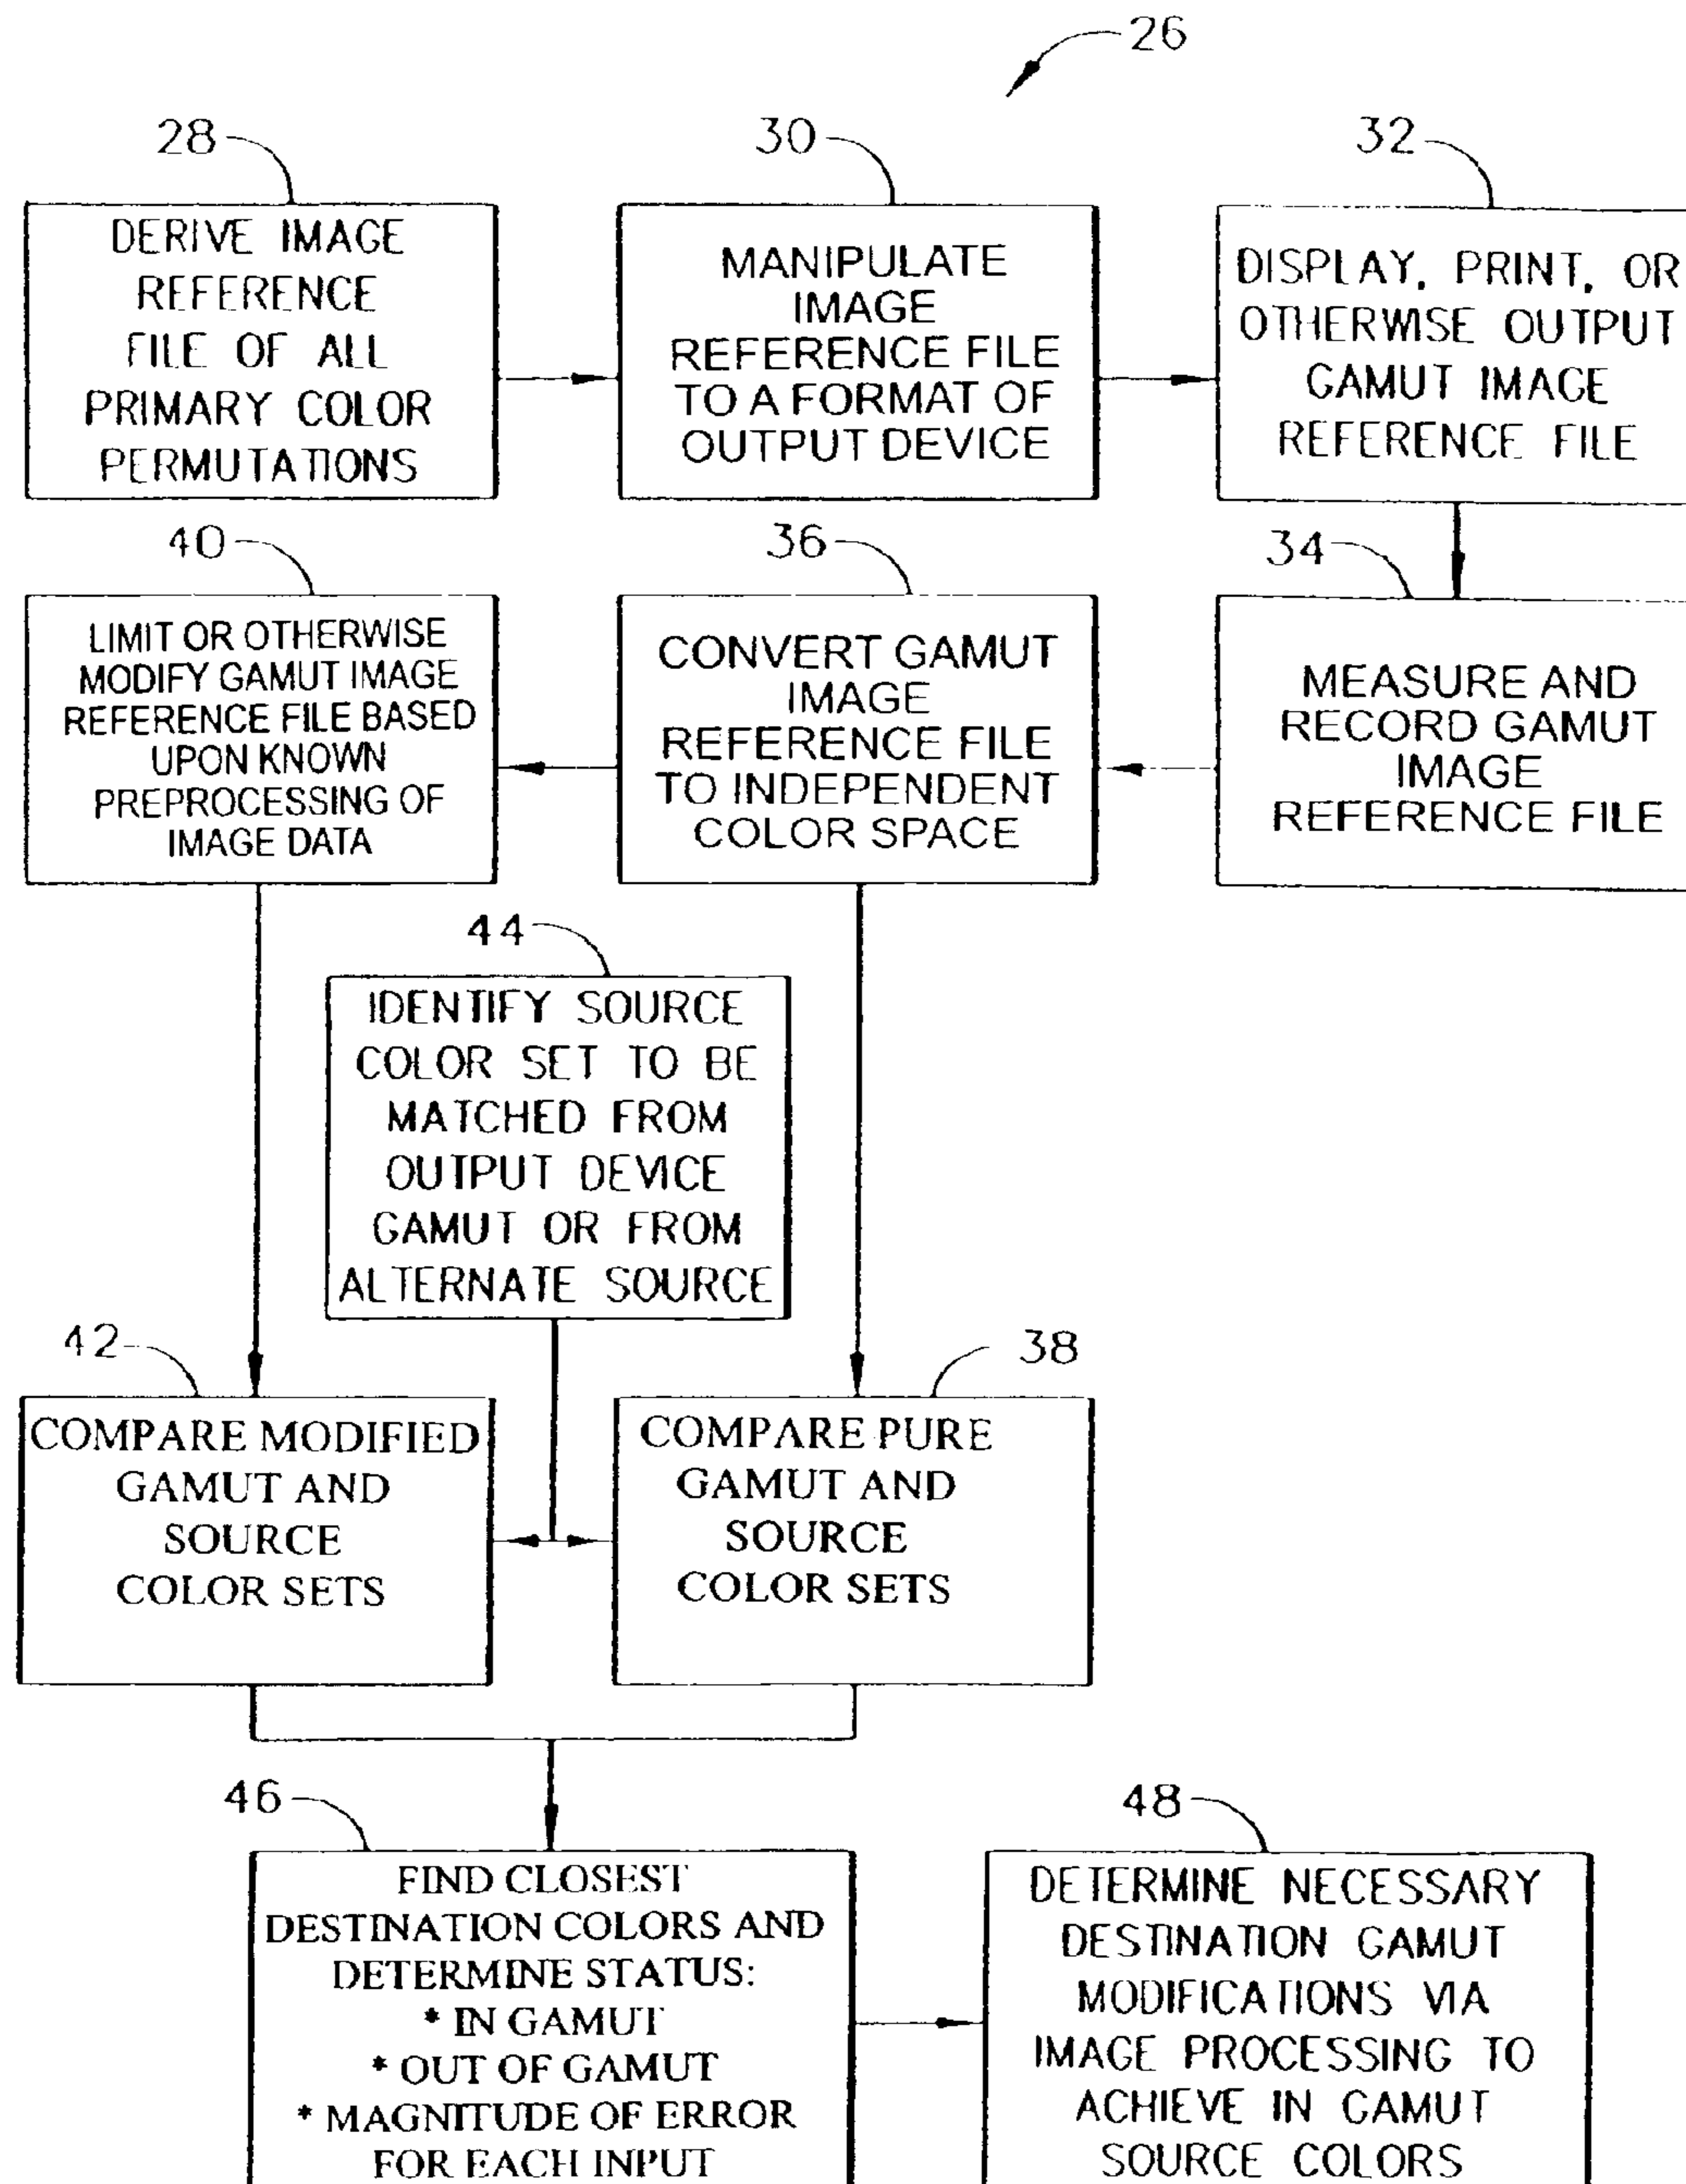 26
28
30
32
DERIVE IMAGE
REFERENCE
FILE OF ALL
PRIMARY COLOR
PERMUTATIONS
MANIPULATE
IMAGE
REFERENCE FILE
TO A FORMAT OF
OUTPUT DEVICE
DISPLAY, PRINT, OR
OTHERWISE OUTPUT
GAMUT IMAGE
REFERENCE FILE
40
36
34
LIMIT OR OTHERWISE
MODIFY GAMUT IMAGE
REFERENCE FILE BASED
UPON KNOWN
PREPROCESSING OF
IMAGE DATA
CONVERT GAMUT
IMAGE
REFERENCE FILE
TO INDEPENDENT
COLOR SPACE
MEASURE AND
RECORD GAMUT
IMAGE
REFERENCE FILE
44
IDENTIFY SOURCE
COLOR SET TO BE
MATCHED FROM
OUTPUT DEVICE
GAMUT OR FROM
ALTERNATE SOURCE
42
38
COMPARE MODIFIED
GAMUT AND
SOURCE
COLOR SETS
COMPARE PURE
GAMUT AND
SOURCE
COLOR SETS
46
48
FIND CLOSEST
DESTINATION COLORS AND
DETERMINE STATUS:
* IN GAMUT
* OUT OF GAMUT
* MAGNITUDE OF ERROR
FOR EACH INPUT
DETERMINE NECESSARY
DESTINATION GAMUT
MODIFICATIONS VIA
IMAGE PROCESSING TO
ACHIEVE IN GAMUT
SOURCE COLORS